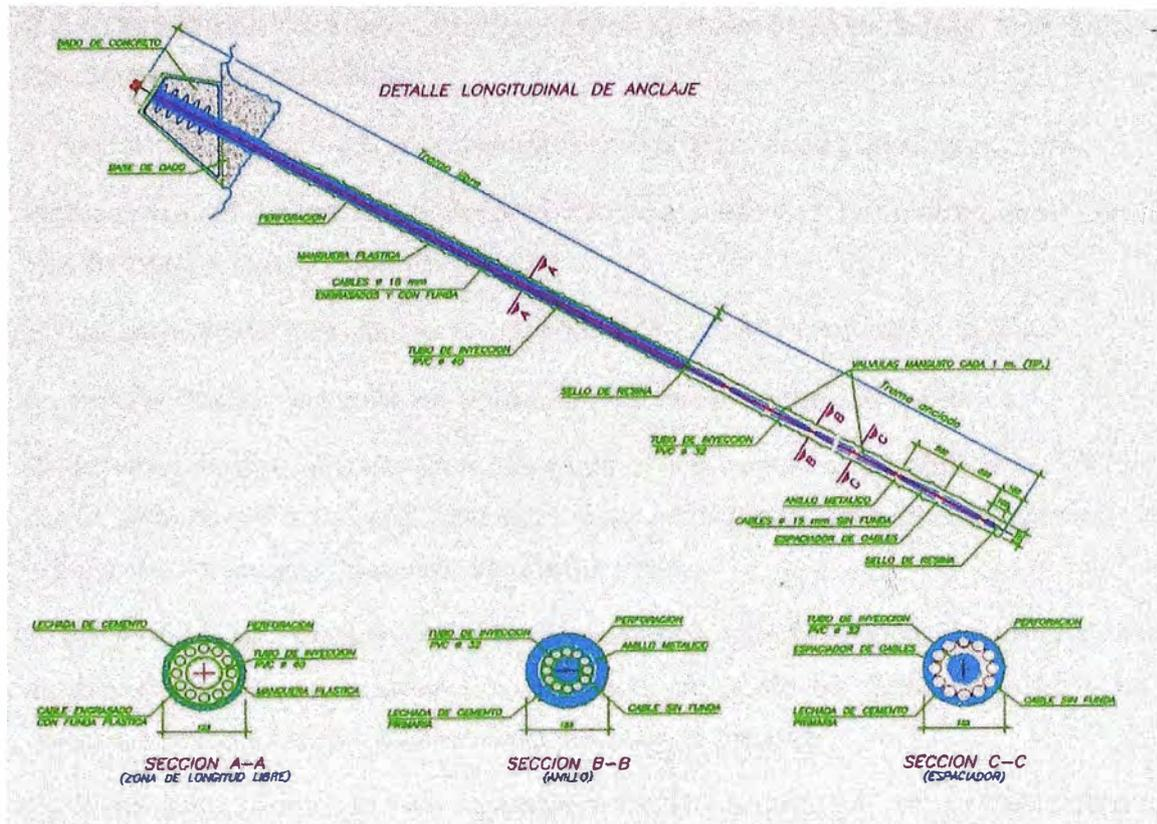 DETALLE LONGITUDINAL DE ANCLAJE
DADO DE CONCRETO
BASE DE DADO
Tramo libre
PERFORACION
MANGUERA PLASTICA
CABLES ø 15 mm
ENGRASADOS Y CON FUNDA
A
A
TUBO DE INYECCION
PVC ø 40
SELLO DE RESINA
VALVULAS MANGUITO CADA 1 m. (TIP.)
Tramo anclado
TUBO DE INYECCION
PVC ø 32
B
B
C
C
ANILLO METALICO
CABLES ø 15 mm SIN FUNDA
ESPACIADOR DE CABLES
SELLO DE RESINA
LECHADA DE CEMENTO
PERFORACION
TUBO DE INYECCION
PVC ø 40
MANGUERA PLASTICA
CABLE ENGRASADO
CON FUNDA PLASTICA
SECCION A-A
(ZONA DE LONGITUD LIBRE)
TUBO DE INYECCION
PVC ø 32
PERFORACION
ANILLO METALICO
LECHADA DE CEMENTO
PRIMARIA
CABLE SIN FUNDA
SECCION B-B
(ANILLO)
TUBO DE INYECCION
PVC ø 32
ESPACIADOR DE CABLES
PERFORACION
LECHADA DE CEMENTO
PRIMARIA
CABLE SIN FUNDA
SECCION C-C
(ESPACIADOR)